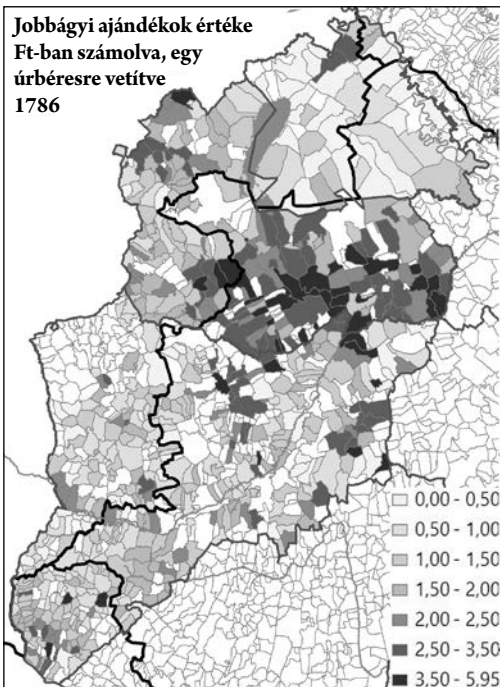 Jobbágyi ajándékok értéke
Ft-ban számolva, egy
úrbéresre vetítve
1786
0,00 - 0,50
0,50 - 1,00
1,00 - 1,50
1,50 - 2,00
2,00 - 2,50
2,50 - 3,50
3,50 - 5,95